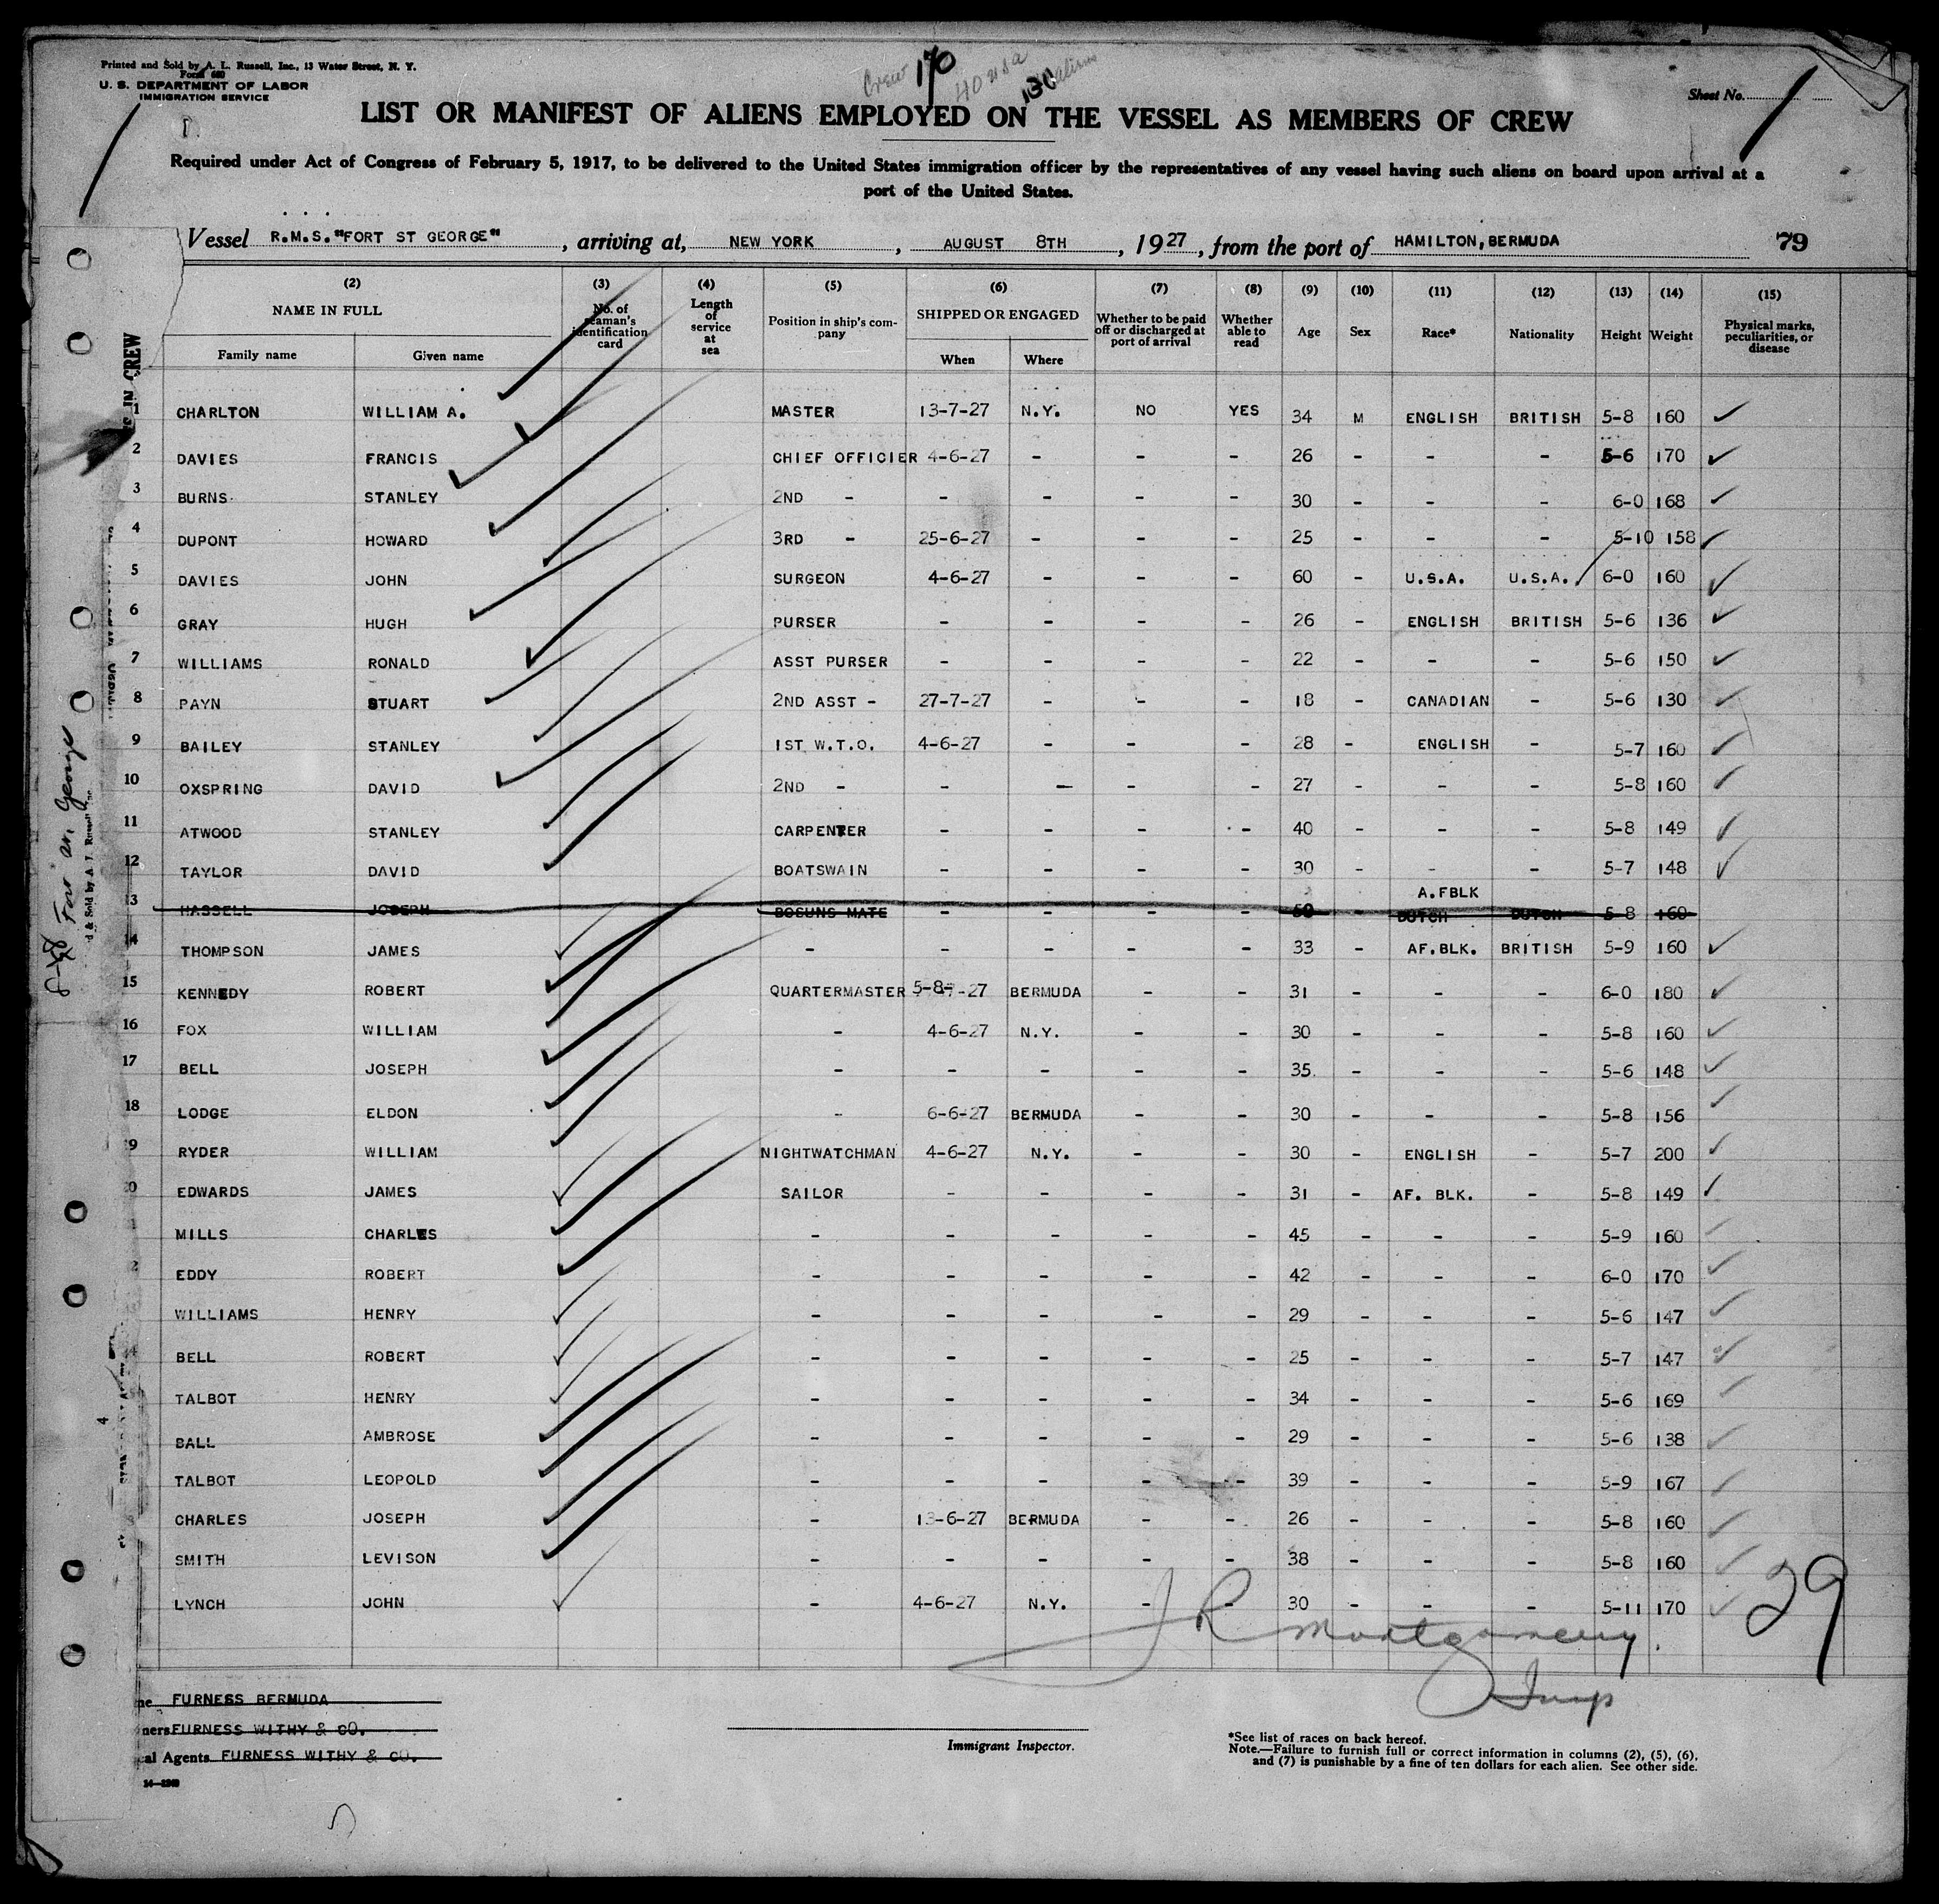 Printed and Sold by A. L. Russell, Inc., 13 Water Street, N. Y.
Form 680
U. S. DEPARTMENT OF LABOR
IMMIGRATION SERVICE
Crew 170
Sheet No. 1
LIST OR MANIFEST OF ALIENS EMPLOYED ON THE VESSEL AS MEMBERS OF CREW
Required under Act of Congress of February 5, 1917, to be delivered to the United States immigration officer by the representatives of any vessel having such aliens on board upon arrival at a
port of the United States.
Vessel R.M.S. "FORT ST GEORGE", arriving at, NEW YORK, AUGUST 8TH, 1927, from the port of HAMILTON, BERMUDA 79
(2) (3) (4) (5) (6) (7) (8) (9) (10) (11) (12) (13) (14) (15)
NAME IN FULL No. of seaman's identification card Length of service at sea Position in ship's company SHIPPED OR ENGAGED Whether to be paid off or discharged at port of arrival Whether able to read Age Sex Race* Nationality Height Weight Physical marks, peculiarities, or disease
Family name Given name When Where
1 CHARLTON WILLIAM A. MASTER 13-7-27 N.Y. NO YES 34 M ENGLISH BRITISH 5-8 160
2 DAVIES FRANCIS CHIEF OFFICIER 4-6-27 - - - 26 - - - 5-6 170
3 BURNS STANLEY 2ND - - - - - 30 - - - 6-0 168
4 DUPONT HOWARD 3RD - 25-6-27 - - - 25 - - - 5-10 158
5 DAVIES JOHN SURGEON 4-6-27 - - - 60 - U.S.A. U.S.A. 6-0 160
6 GRAY HUGH PURSER - - - - 26 - ENGLISH BRITISH 5-6 136
7 WILLIAMS RONALD ASST PURSER - - - - 22 - - - 5-6 150
8 PAYN STUART 2ND ASST - 27-7-27 - - - 18 - CANADIAN - 5-6 130
9 BAILEY STANLEY 1ST W.T.O. 4-6-27 - - - 28 - ENGLISH - 5-7 160
10 OXSPRING DAVID 2ND - - - - - 27 - - - 5-8 160
11 ATWOOD STANLEY CARPENTER - - - - 40 - - - 5-8 149
12 TAYLOR DAVID BOATSWAIN - - - - 30 - - - 5-7 148
A.FBLK
13 HASSELL JOSEPH BOSUNS MATE - - - - 50 - DUTCH DUTCH 5-8 160
14 THOMPSON JAMES - - - - - 33 - AF.BLK. BRITISH 5-9 160
15 KENNEDY ROBERT QUARTERMASTER 5-8-27 BERMUDA - - 31 - - - 6-0 180
16 FOX WILLIAM - 4-6-27 N.Y. - - 30 - - - 5-8 160
17 BELL JOSEPH - - - - - 35. - - - 5-6 148
18 LODGE ELDON - 6-6-27 BERMUDA - - 30 - - - 5-8 156
9 RYDER WILLIAM NIGHTWATCHMAN 4-6-27 N.Y. - - 30 - ENGLISH - 5-7 200
0 EDWARDS JAMES SAILOR - - - - 31 - AF. BLK. - 5-8 149
MILLS CHARLES - - - - - 45 - - - 5-9 160
2 EDDY ROBERT - - - - - 42 - - - 6-0 170
WILLIAMS HENRY - - - - - 29 - - - 5-6 147
BELL ROBERT - - - - - 25 - - - 5-7 147
TALBOT HENRY - - - - - 34 - - - 5-6 169
BALL AMBROSE - - - - - 29 - - - 5-6 138
TALBOT LEOPOLD - - - - - 39 - - - 5-9 167
CHARLES JOSEPH - 13-6-27 BERMUDA - - 26 - - - 5-8 160
SMITH LEVISON - - - - - 38 - - - 5-8 160
LYNCH JOHN - 4-6-27 N.Y. - - 30 - - - 5-11 170
29
J R Montgomery
Insp
FURNESS BERMUDA
ners FURNESS WITHY & CO.
al Agents FURNESS WITHY & CO.
14—1260
Immigrant Inspector.
*See list of races on back hereof.
Note.—Failure to furnish full or correct information in columns (2), (5), (6),
and (7) is punishable by a fine of ten dollars for each alien. See other side.